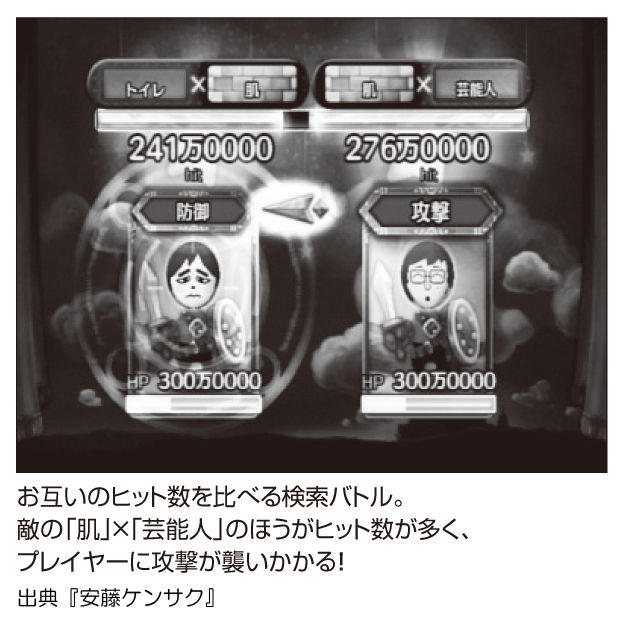 トイレ×肌 肌×芸能人
241万0000 276万0000
hit hit
防御 攻撃
HP 300万0000 HP 300万0000
お互いのヒット数を比べる検索バトル。
敵の「肌」×「芸能人」のほうがヒット数が多く、
プレイヤーに攻撃が襲いかかる!
出典『安藤ケンサク』